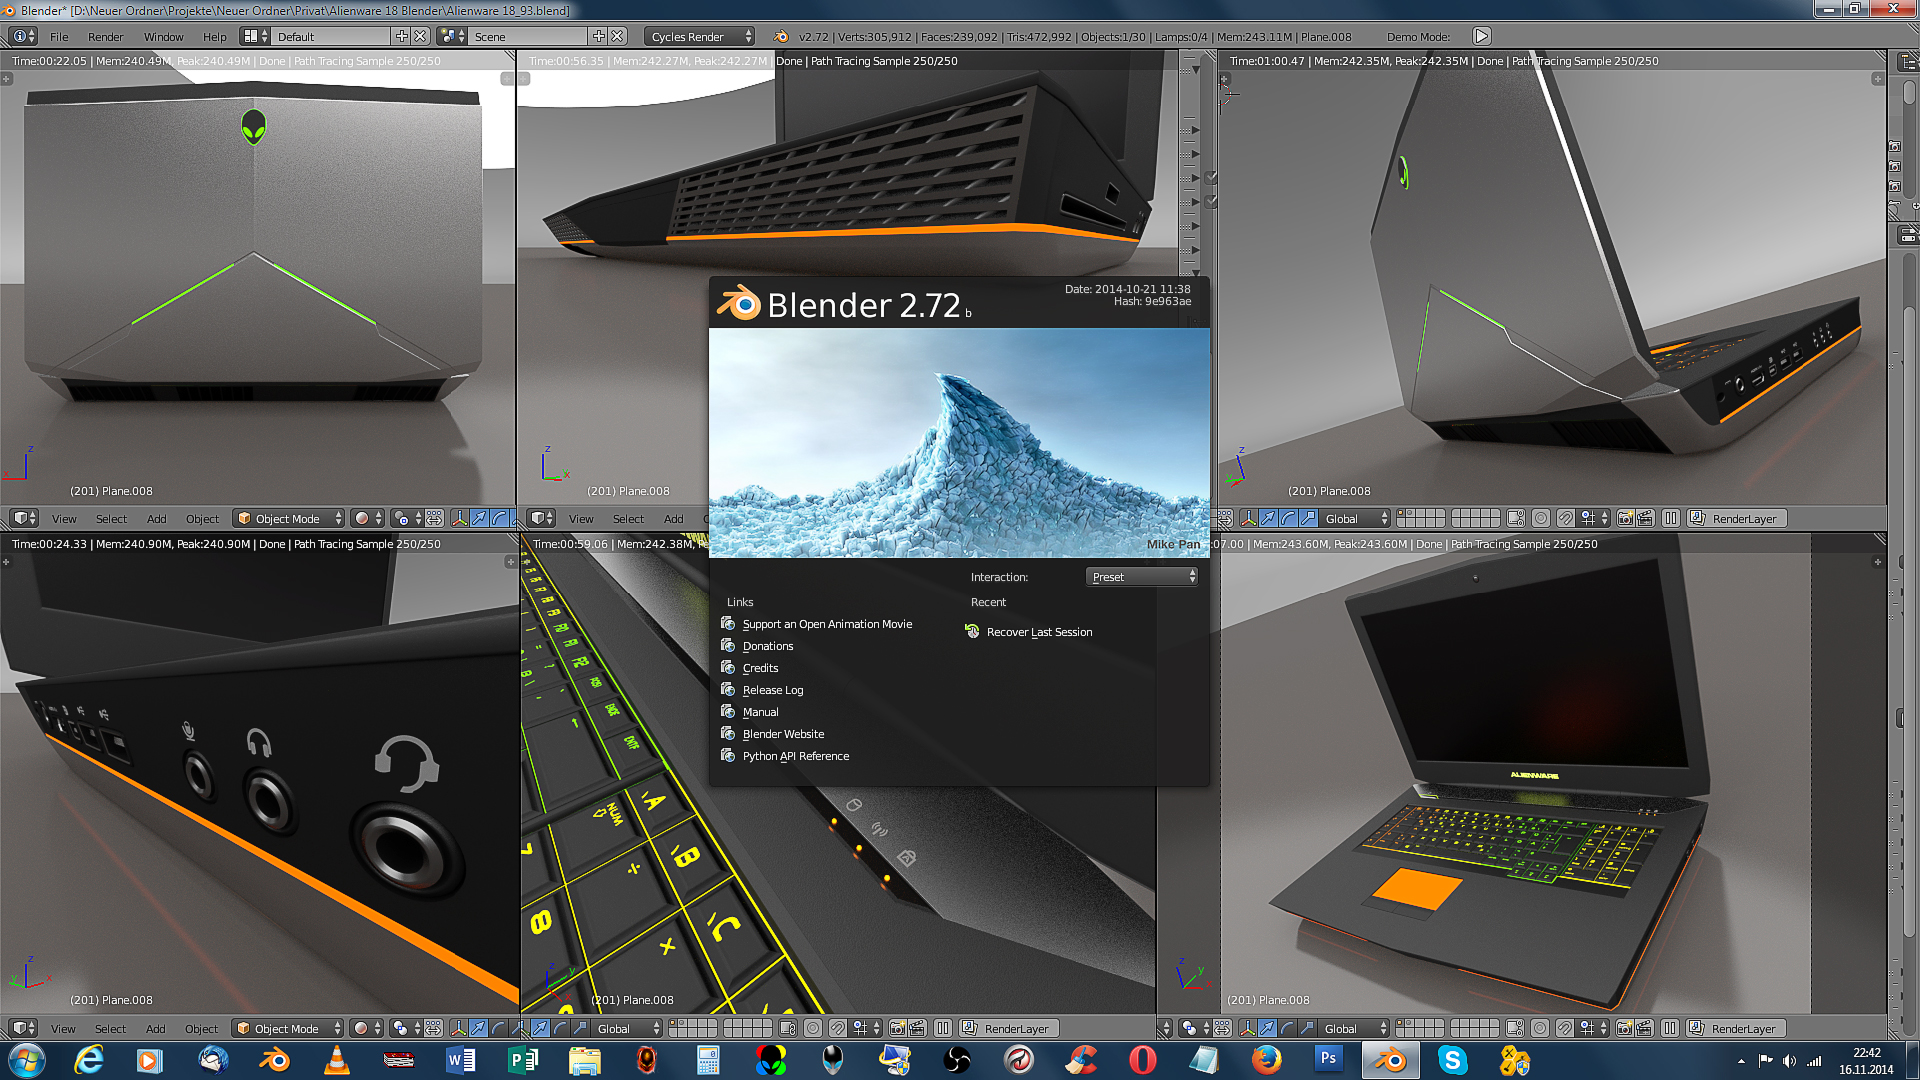 Blender* [D:\Neuer Ordner\Projekte\Neuer Ordner\Privat\Alienware 18 Blender\Alienware 18_93.blend]
File Render Window Help Default Scene Cycles Render v2.72 | Verts:305,912 | Faces:239,092 | Tris:472,992 | Objects:1/30 | Lamps:0/4 | Mem:243.11M | Plane.008 Demo Mode:
Time:00:22.05 | Mem:240.49M, Peak:240.49M | Done | Path Tracing Sample 250/250
Time:00:56.35 | Mem:242.27M, Peak:242.27M | Done | Path Tracing Sample 250/250
Time:01:00.47 | Mem:242.35M, Peak:242.35M | Done | Path Tracing Sample 250/250
(201) Plane.008
(201) Plane.008
(201) Plane.008
View Select Add Object Object Mode
View Select Add
Global RenderLayer
Blender 2.72 b
Date: 2014-10-21 11:38
Hash: 9e963ae
Mike Pan
Interaction: Preset
Links
Support an Open Animation Movie
Donations
Credits
Release Log
Manual
Blender Website
Python API Reference
Recent
Recover Last Session
Time:00:24.33 | Mem:240.90M, Peak:240.90M | Done | Path Tracing Sample 250/250
Time:00:59.06 | Mem:242.38M,
07.00 | Mem:243.60M, Peak:243.60M | Done | Path Tracing Sample 250/250
F10
F11
F12
ENDE
ENTF
NUM
A
B
C
7
8
÷
×
ALIENWARE
(201) Plane.008
(201) Plane.008
(201) Plane.008
View Select Add Object Object Mode
Global RenderLayer
Global RenderLayer
Ps
22:42
16.11.2014